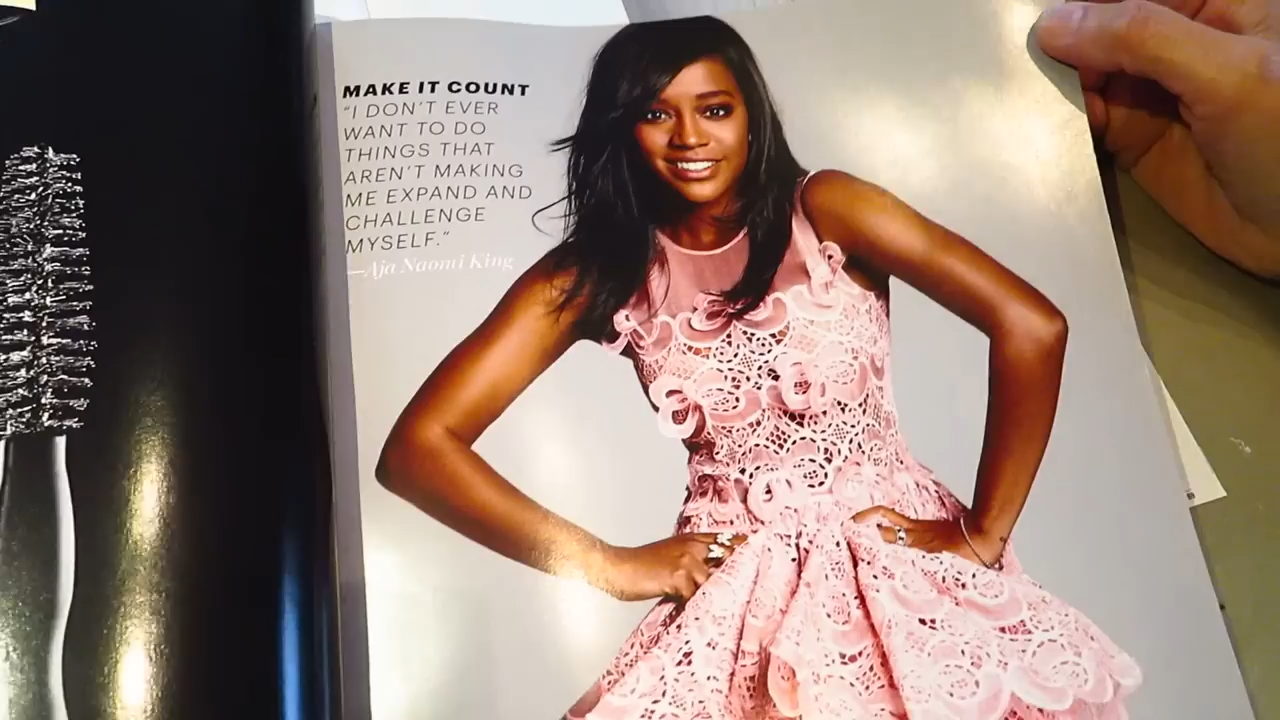 MAKE IT COUNT
“I DON’T EVER
WANT TO DO
THINGS THAT
AREN’T MAKING
ME EXPAND AND
CHALLENGE
MYSELF.”
—Aja Naomi King